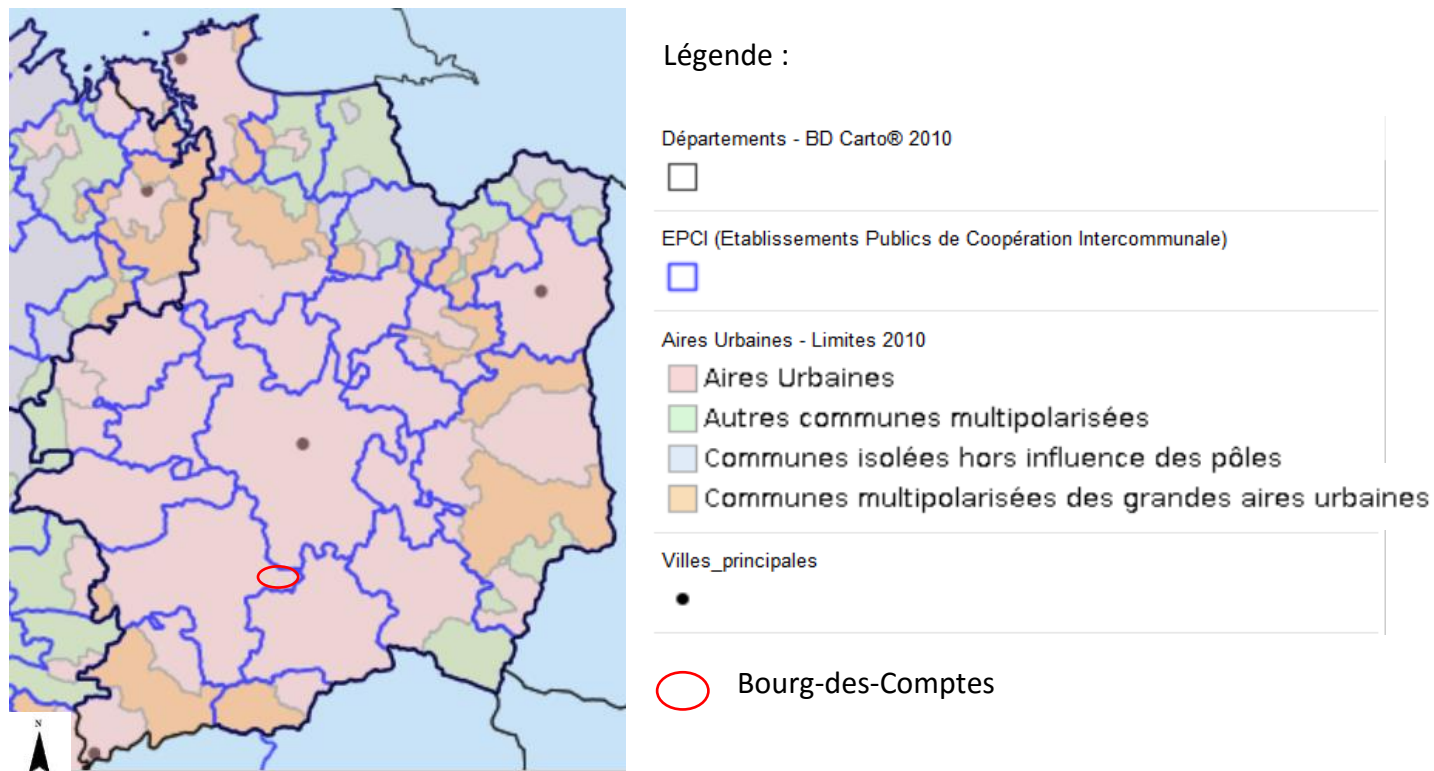 Légende :
Départements - BD Carto® 2010
EPCI (Etablissements Publics de Coopération Intercommunale)
Aires Urbaines - Limites 2010
Aires Urbaines
Autres communes multipolarisées
Communes isolées hors influence des pôles
Communes multipolarisées des grandes aires urbaines
Villes_principales
Bourg-des-Comptes
N